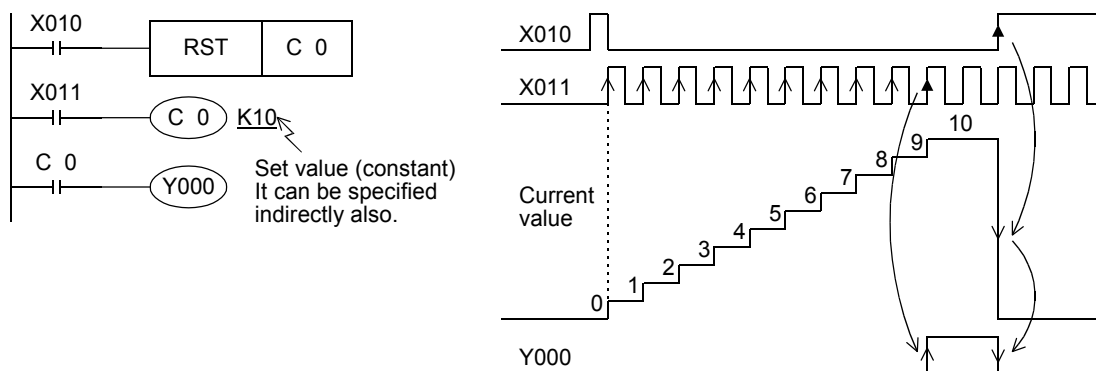 X010
RST C 0
X011
C 0 K10
C 0
Y000
Set value (constant)
It can be specified
indirectly also.
X010
X011
Current
value
0
1
2
3
4
5
6
7
8
9
10
Y000